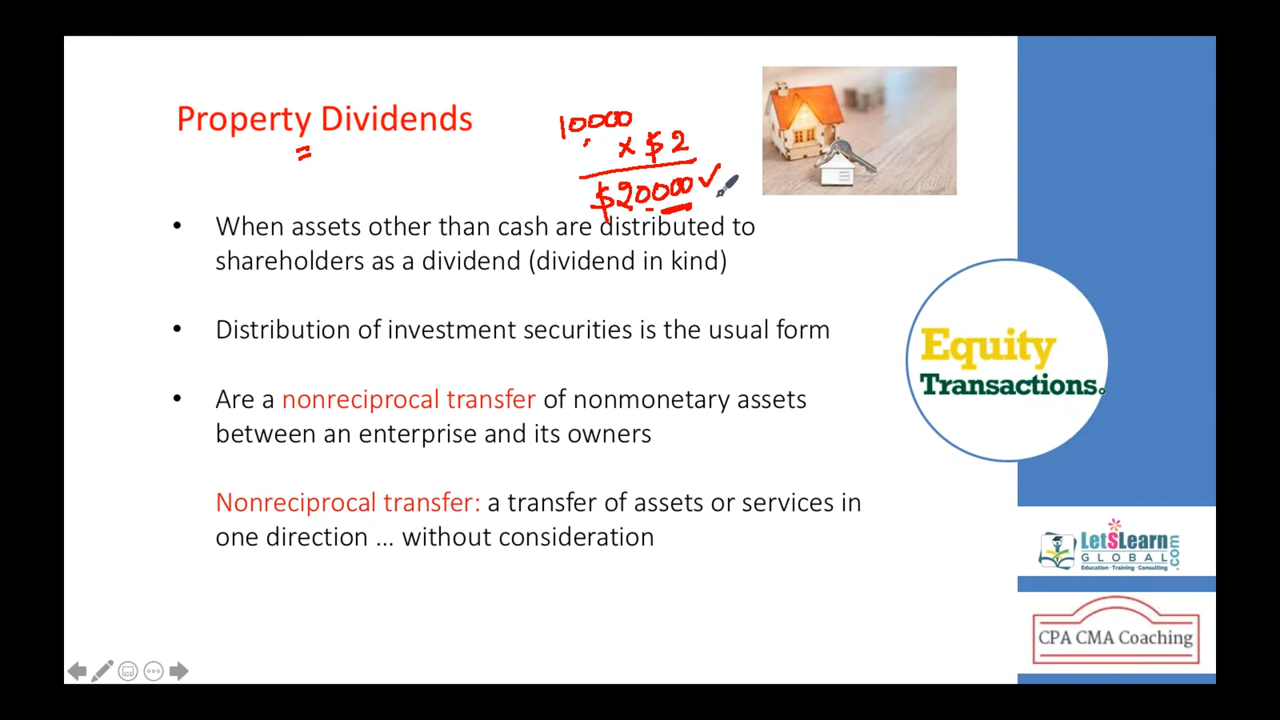 Property Dividends
10,000
x $2
$20000 ✓
• When assets other than cash are distributed to
shareholders as a dividend (dividend in kind)
• Distribution of investment securities is the usual form
• Are a nonreciprocal transfer of nonmonetary assets
between an enterprise and its owners
Nonreciprocal transfer: a transfer of assets or services in
one direction ... without consideration
Equity
Transactions.
LetSLearn
GLOBAL
.com
Education • Training • Consulting
CPA CMA Coaching